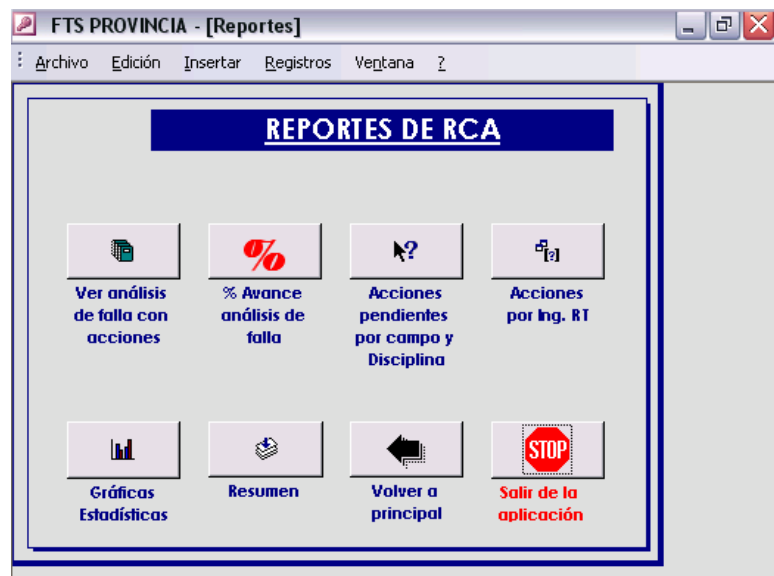 FTS PROVINCIA - [Reportes]
Archivo Edición Insertar Registros Ventana ?
REPORTES DE RCA
%
?
[?]
Ver análisis
de falla con
acciones
% Avance
análisis de
falla
Acciones
pendientes
por campo y
Disciplina
Acciones
por Ing. RT
STOP
Gráficas
Estadísticas
Resumen
Volver a
principal
Salir de la
aplicación